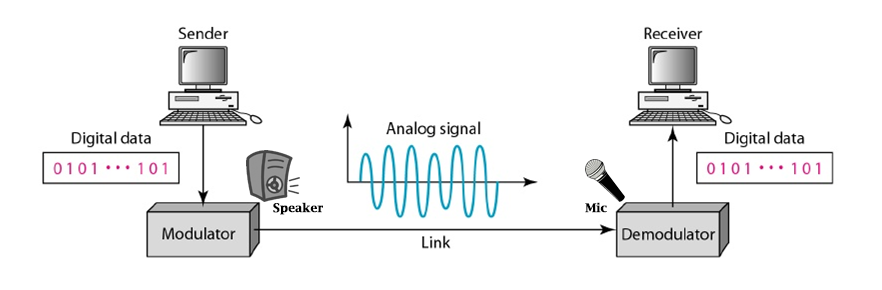 Sender
Receiver
Digital data
0101 ··· 101
Analog signal
Digital data
0101 ··· 101
Speaker
Mic
Modulator
Link
Demodulator